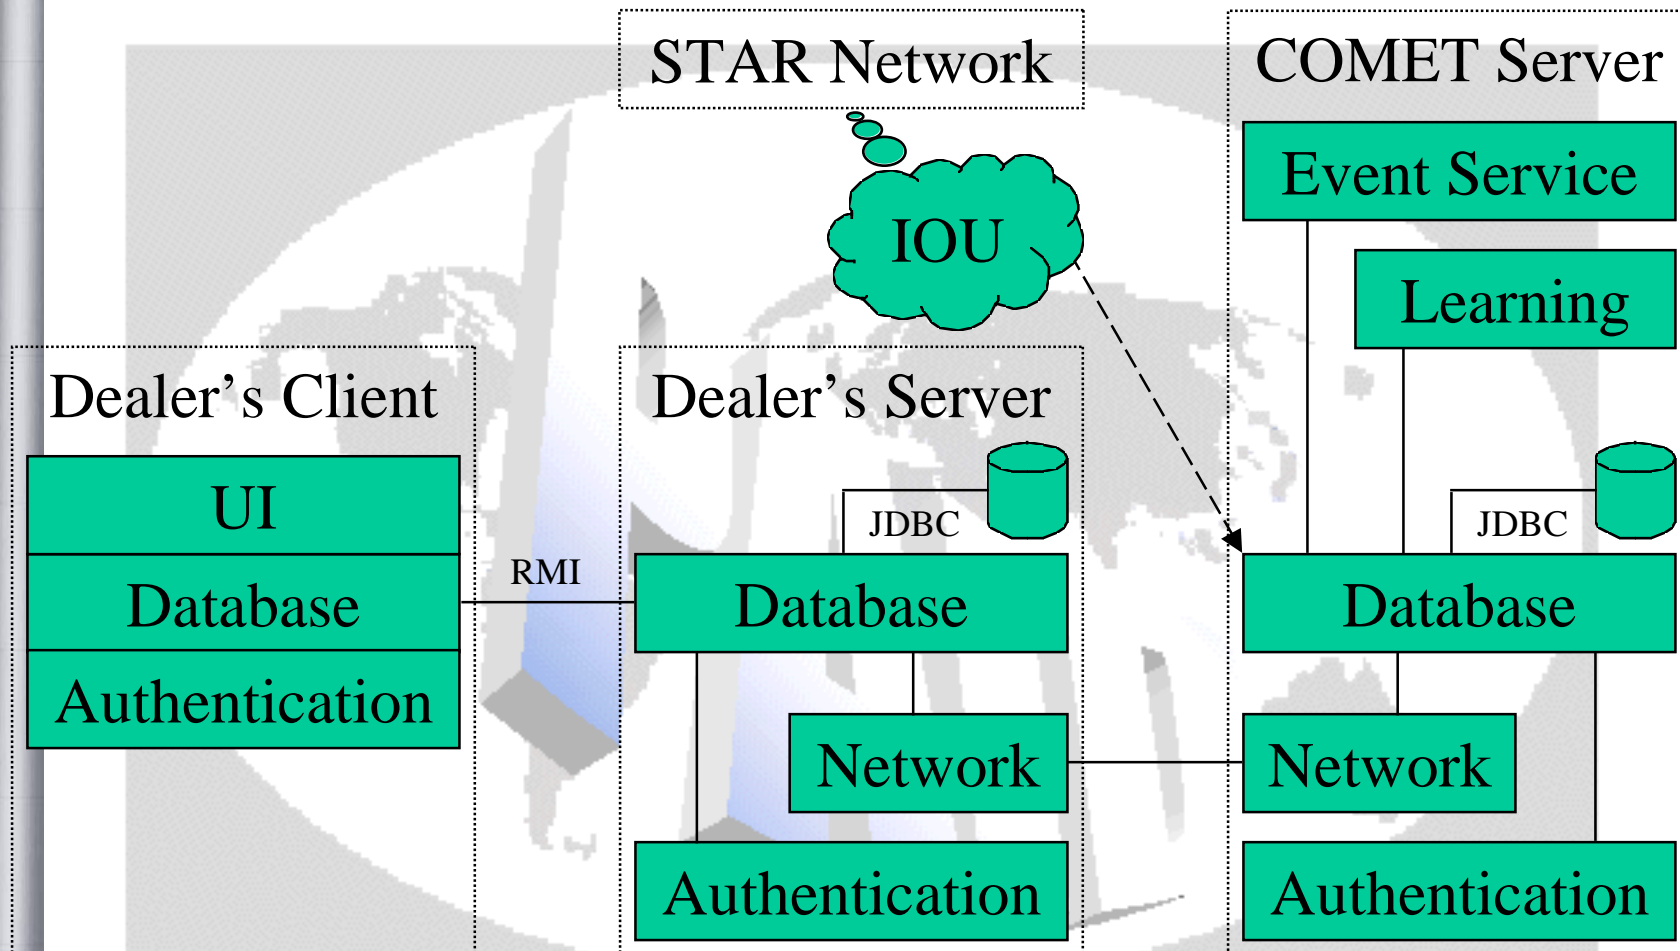 STAR Network
COMET Server
Event Service
IOU
Learning
Dealer's Client
Dealer's Server
UI
JDBC
JDBC
RMI
Database
Database
Database
Authentication
Network
Network
Authentication
Authentication